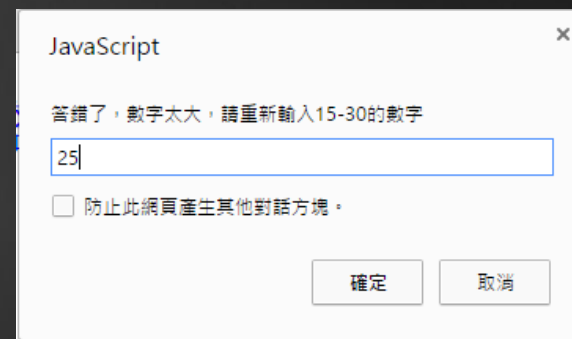 JavaScript
答錯了，數字太大，請重新輸入15-30的數字
25
防止此網頁產生其他對話方塊。
確定
取消